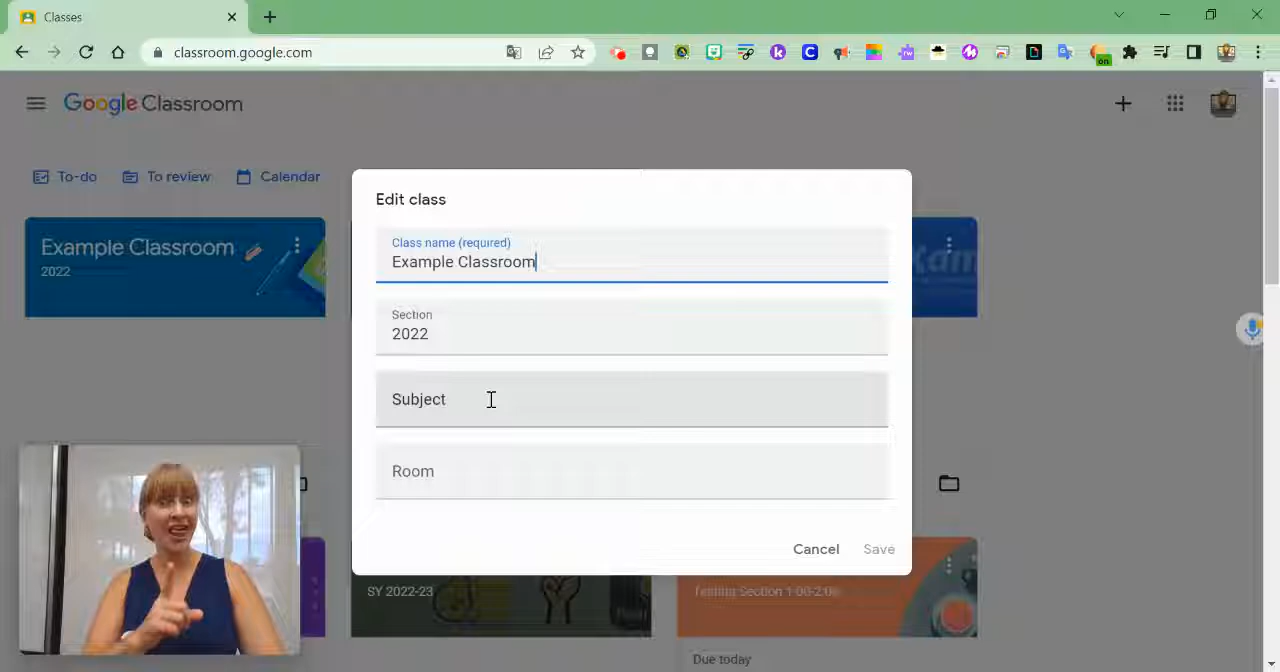 Classes
classroom.google.com
on
Google Classroom
To-do
To review
Calendar
Example Classroom
2022
Edit class
Class name (required)
Example Classroom
Section
2022
Subject
Room
Cancel
Save
SY 2022-23
Testing Section 1:00-2:00
Due today